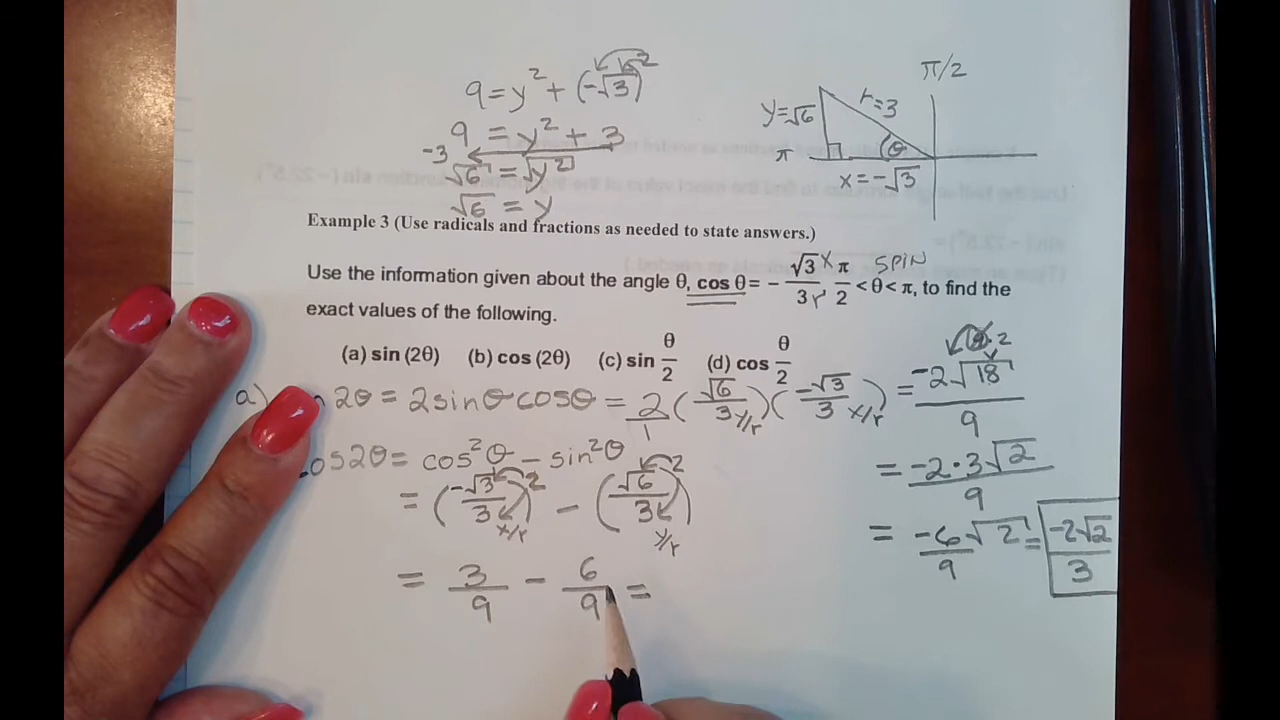 9 = y² + (-√3)²
9 = y² + 3
-3
√6 = √y²
√6 = y
π/2
y=√6
r=3
π
θ
x=-√3
Example 3 (Use radicals and fractions as needed to state answers.)
Use the information given about the angle θ, cos θ = - √3/3 x r, π/2 < θ < π, to find the SPIN
exact values of the following.
(a) sin (2θ) (b) cos (2θ) (c) sin θ/2 (d) cos θ/2
a) 2θ = 2sinθcosθ = 2/1 (√6/3 y/r)(-√3/3 x/r) = -2√18/9
9·2
= -2·3√2/9
= -6√2/9 = -2√2/3
cos2θ = cos²θ - sin²θ
= (-√3/3)² x/r - (√6/3)² y/r
= 3/9 - 6/9 =